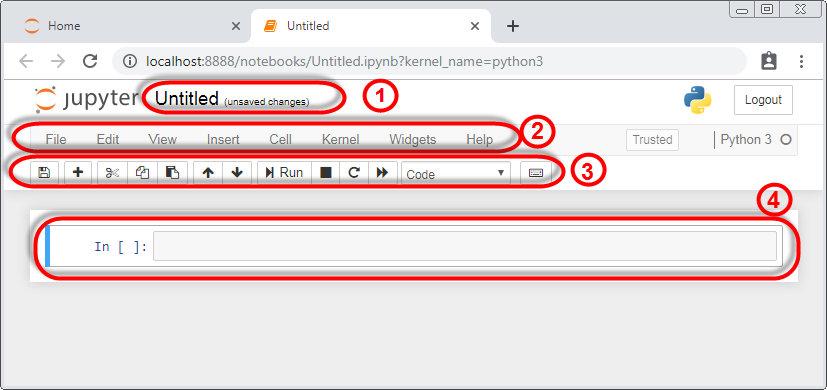 Home
Untitled
localhost:8888/notebooks/Untitled.ipynb?kernel_name=python3
jupyter Untitled (unsaved changes) 1 Logout
File Edit View Insert Cell Kernel Widgets Help 2 Trusted Python 3
Run Code 3
4
In [ ]: